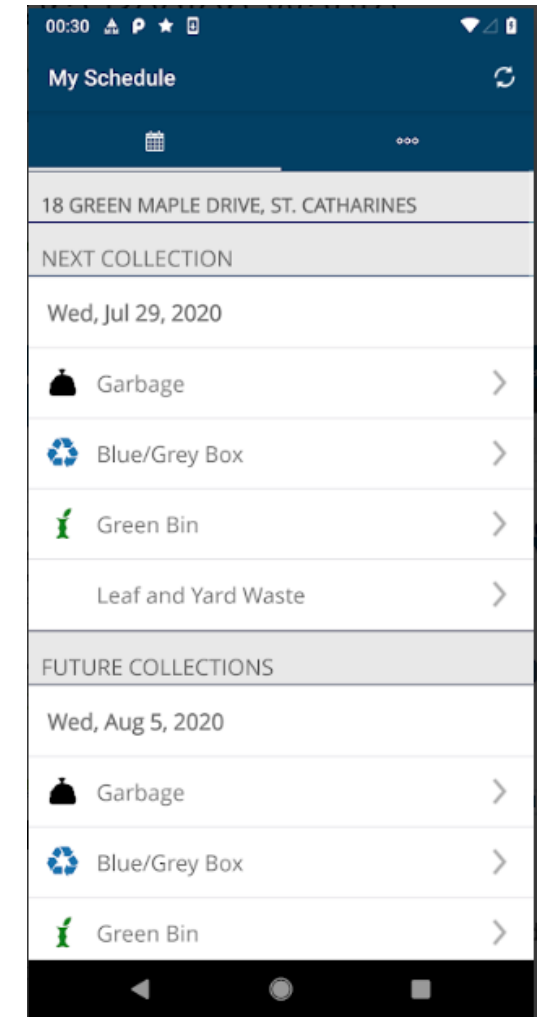 00:30
My Schedule
18 GREEN MAPLE DRIVE, ST. CATHARINES
NEXT COLLECTION
Wed, Jul 29, 2020
Garbage
Blue/Grey Box
Green Bin
Leaf and Yard Waste
FUTURE COLLECTIONS
Wed, Aug 5, 2020
Garbage
Blue/Grey Box
Green Bin